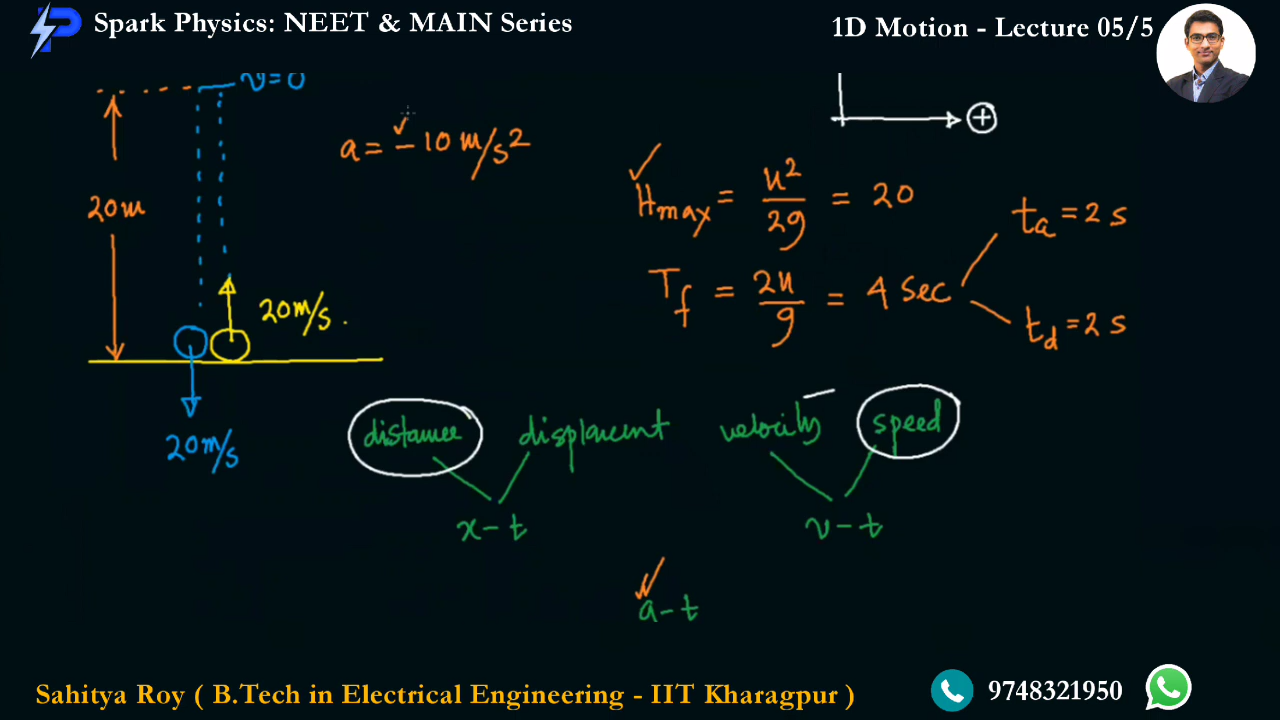 Spark Physics: NEET & MAIN Series
1D Motion - Lecture 05/5
v=0
a = -10 m/s2
+
20m
Hmax = u2/2g = 20
ta = 2 s
Tf = 2u/g = 4 sec
td = 2 s
20m/s.
20m/s
distance displacment velocity speed
x-t v-t
a-t
Sahitya Roy ( B.Tech in Electrical Engineering - IIT Kharagpur )
9748321950